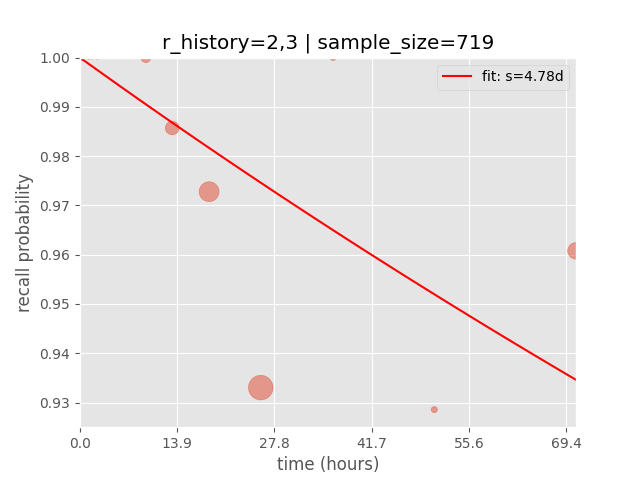 r_history=2,3 | sample_size=719
fit: s=4.78d
1.00
0.99
0.98
0.97
0.96
0.95
0.94
0.93
recall probability
0.0 13.9 27.8 41.7 55.6 69.4
time (hours)